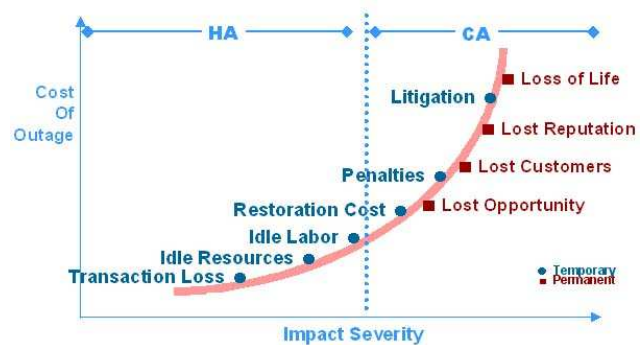 HA
CA
Cost
Of
Outage
Loss of Life
Litigation
Lost Reputation
Lost Customers
Penalties
Restoration Cost
Lost Opportunity
Idle Labor
Idle Resources
Transaction Loss
Temporary
Permanent
Impact Severity